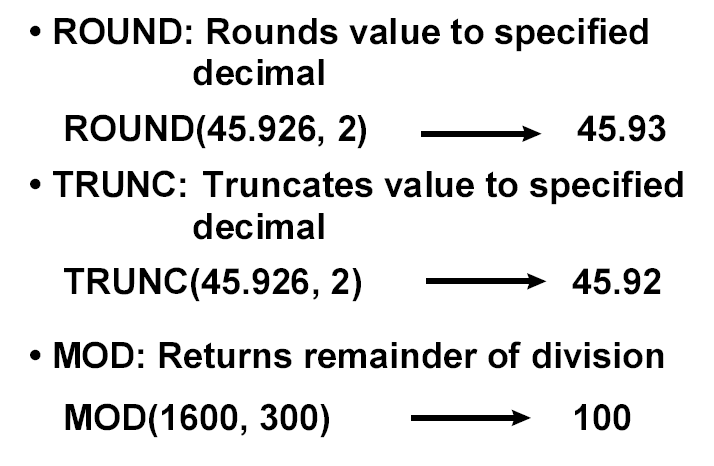 • ROUND: Rounds value to specified
decimal
ROUND(45.926, 2) → 45.93
• TRUNC: Truncates value to specified
decimal
TRUNC(45.926, 2) → 45.92
• MOD: Returns remainder of division
MOD(1600, 300) → 100